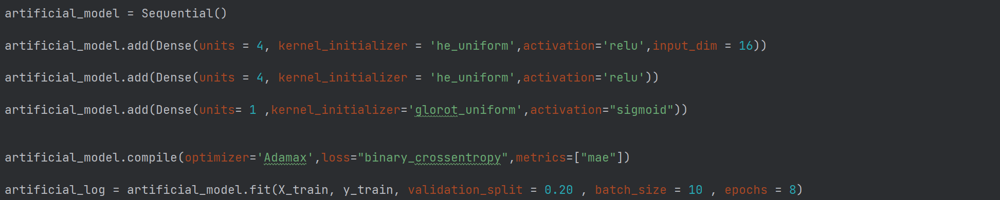 artificial_model = Sequential()
artificial_model.add(Dense(units = 4, kernel_initializer = 'he_uniform',activation='relu',input_dim = 16))
artificial_model.add(Dense(units = 4, kernel_initializer = 'he_uniform',activation='relu'))
artificial_model.add(Dense(units= 1 ,kernel_initializer='glorot_uniform',activation="sigmoid"))
artificial_model.compile(optimizer='Adamax',loss="binary_crossentropy",metrics=["mae"])
artificial_log = artificial_model.fit(X_train, y_train, validation_split = 0.20 , batch_size = 10 , epochs = 8)